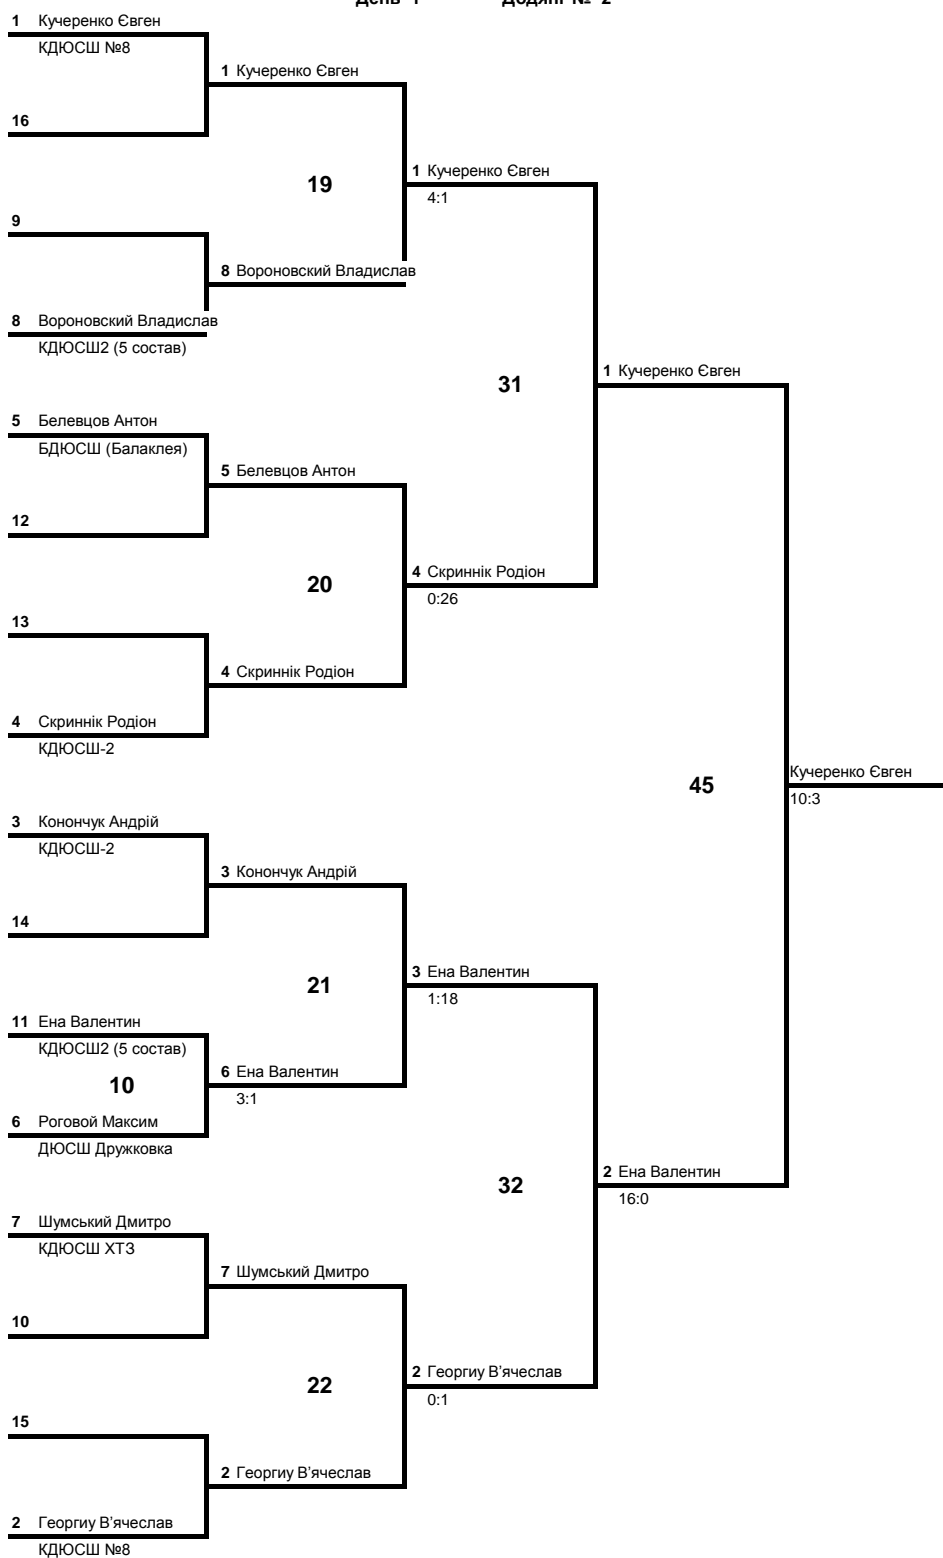 День 1 Додянг № 2
1 Кучеренко Євген
КДЮСШ №8
1 Кучеренко Євген
16
1 Кучеренко Євген
19
4:1
9
8 Вороновский Владислав
8 Вороновский Владислав
КДЮСШ2 (5 состав)
1 Кучеренко Євген
31
5 Белевцов Антон
БДЮСШ (Балаклея)
5 Белевцов Антон
12
4 Скриннік Родіон
20
0:26
13
4 Скриннік Родіон
4 Скриннік Родіон
КДЮСШ-2
Кучеренко Євген
45
10:3
3 Конончук Андрій
КДЮСШ-2
3 Конончук Андрій
14
3 Ена Валентин
21
1:18
11 Ена Валентин
КДЮСШ2 (5 состав)
6 Ена Валентин
10
3:1
6 Роговой Максим
ДЮСШ Дружковка
2 Ена Валентин
32
16:0
7 Шумський Дмитро
КДЮСШ ХТЗ
7 Шумський Дмитро
10
2 Георгиу В'ячеслав
22
0:1
15
2 Георгиу В'ячеслав
2 Георгиу В'ячеслав
КДЮСШ №8